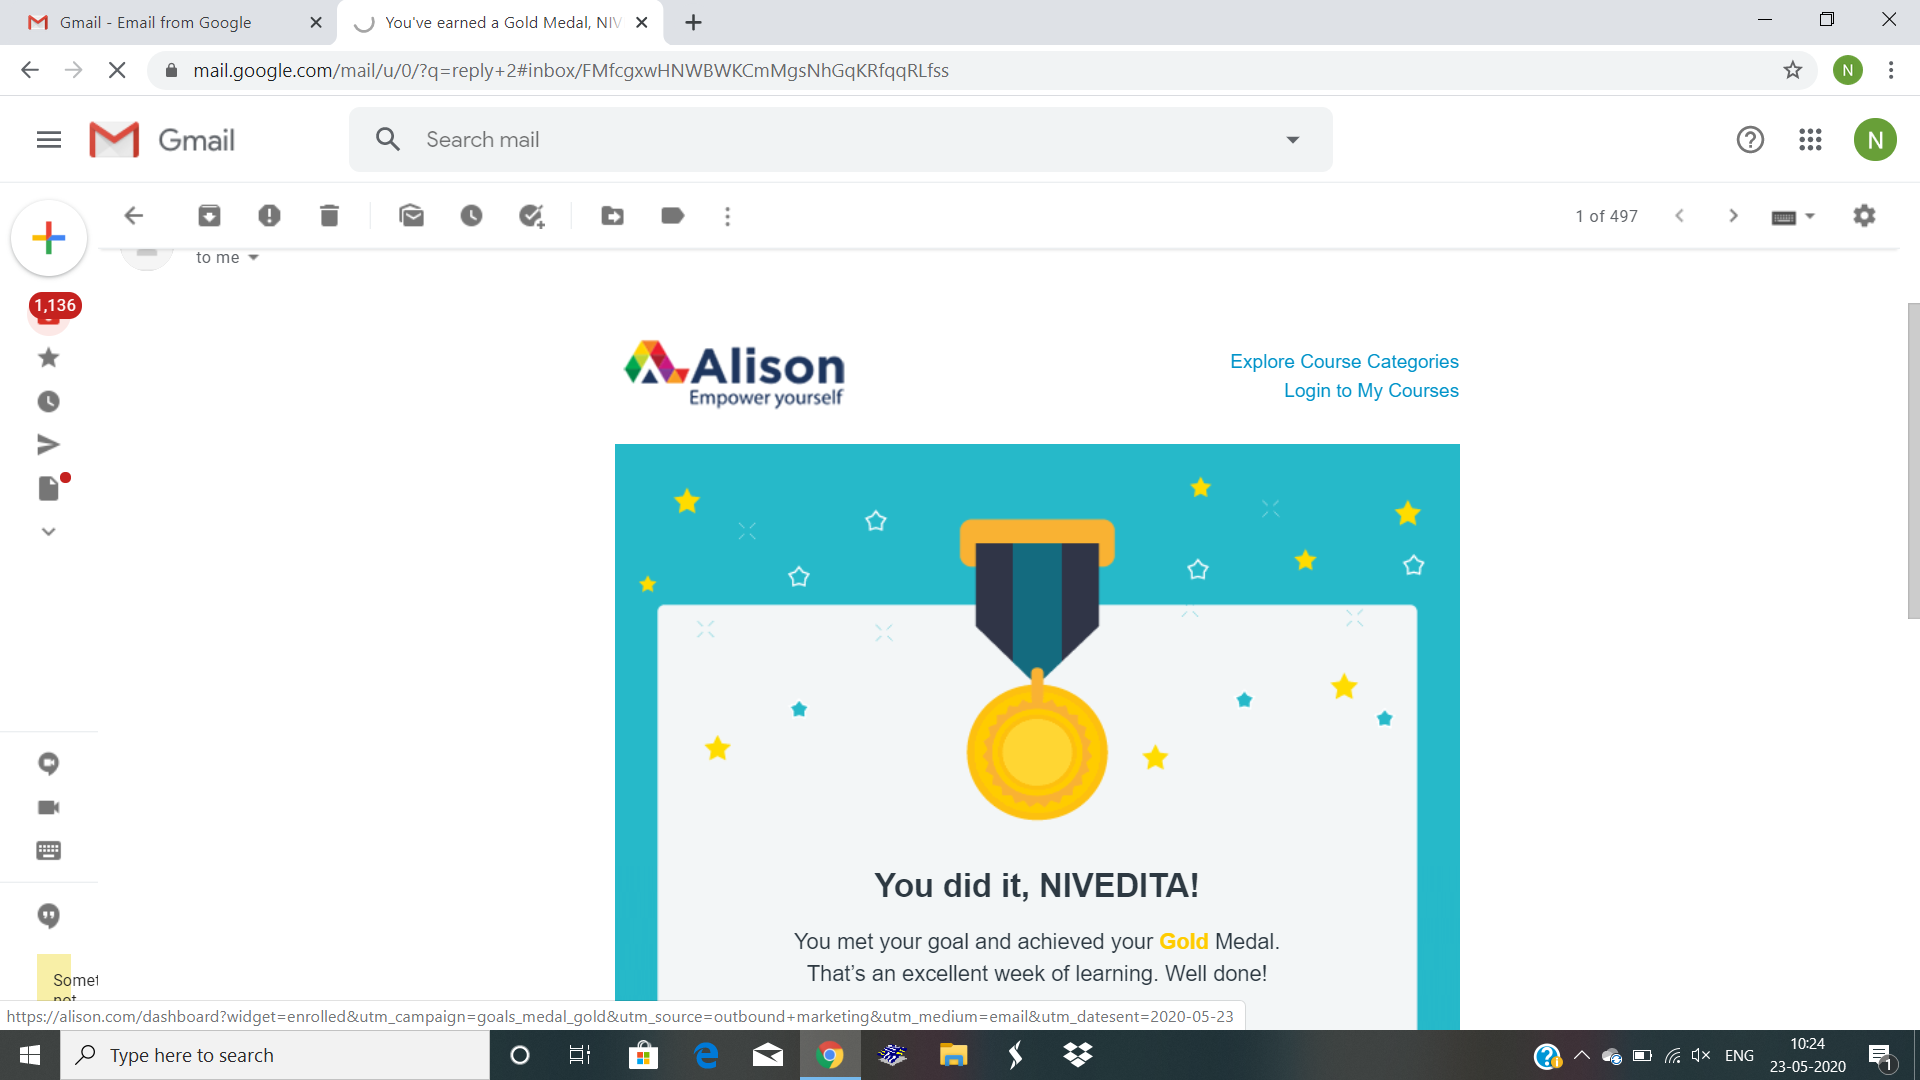 Gmail - Email from Google
You've earned a Gold Medal, NIV
mail.google.com/mail/u/0/?q=reply+2#inbox/FMfcgxwHNWBWKCmMgsNhGqKRfqqRLfss
N
Gmail
Search mail
N
1 of 497
to me
1,136
Alison
Empower yourself
Explore Course Categories
Login to My Courses
You did it, NIVEDITA!
You met your goal and achieved your Gold Medal.
That's an excellent week of learning. Well done!
Somet
not
https://alison.com/dashboard?widget=enrolled&utm_campaign=goals_medal_gold&utm_source=outbound+marketing&utm_medium=email&utm_datesent=2020-05-23
Type here to search
ENG
10:24
23-05-2020
1